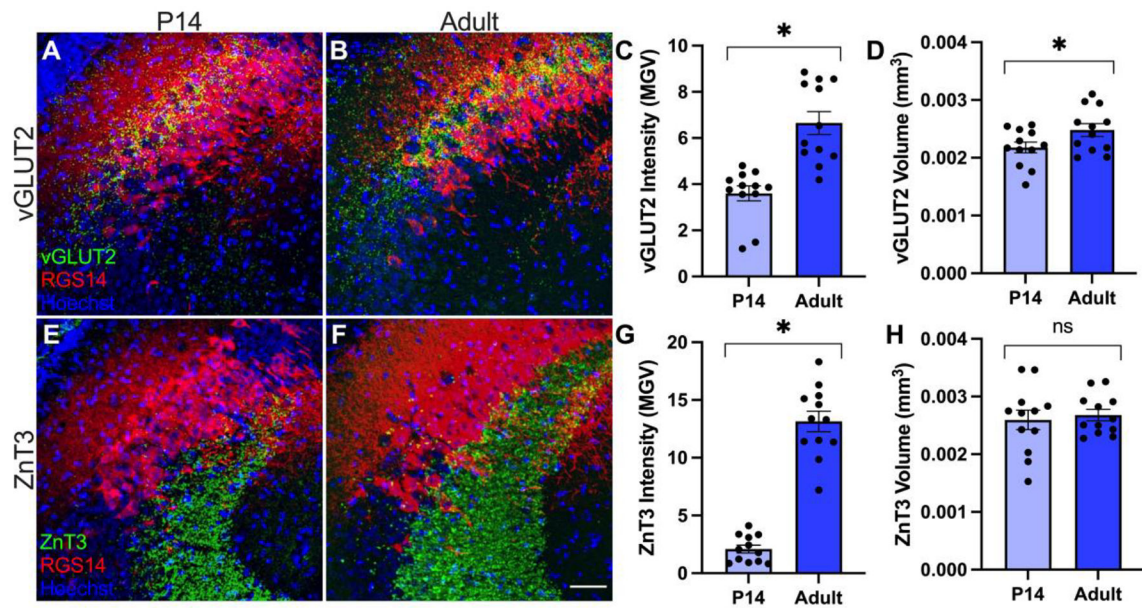 P14
Adult
A
B
vGLUT2
vGLUT2
RGS14
Hoechst
C
*
10
8
6
4
2
0
vGLUT2 Intensity (MGV)
P14 Adult
D
*
0.004
0.003
0.002
0.001
0.000
vGLUT2 Volume (mm³)
P14 Adult
E
F
ZnT3
ZnT3
RGS14
Hoechst
G
*
20
15
10
5
0
ZnT3 Intensity (MGV)
P14 Adult
H
ns
0.004
0.003
0.002
0.001
0.000
ZnT3 Volume (mm³)
P14 Adult